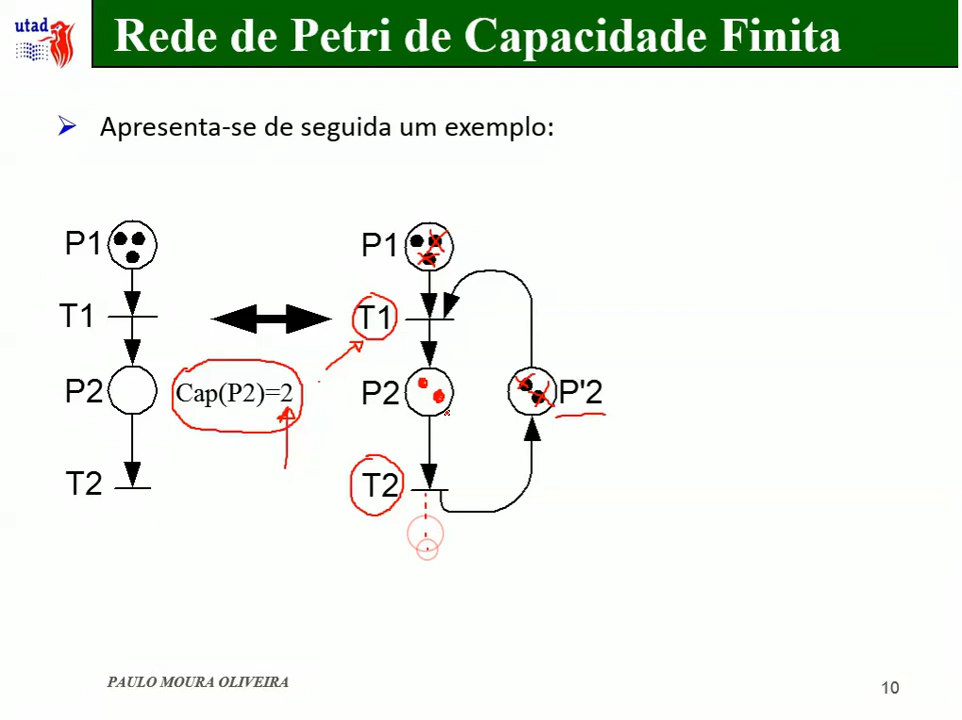 utad
Rede de Petri de Capacidade Finita
Apresenta-se de seguida um exemplo:
P1
P1
T1
T1
P2
Cap(P2)=2
P2
P'2
T2
T2
PAULO MOURA OLIVEIRA
10